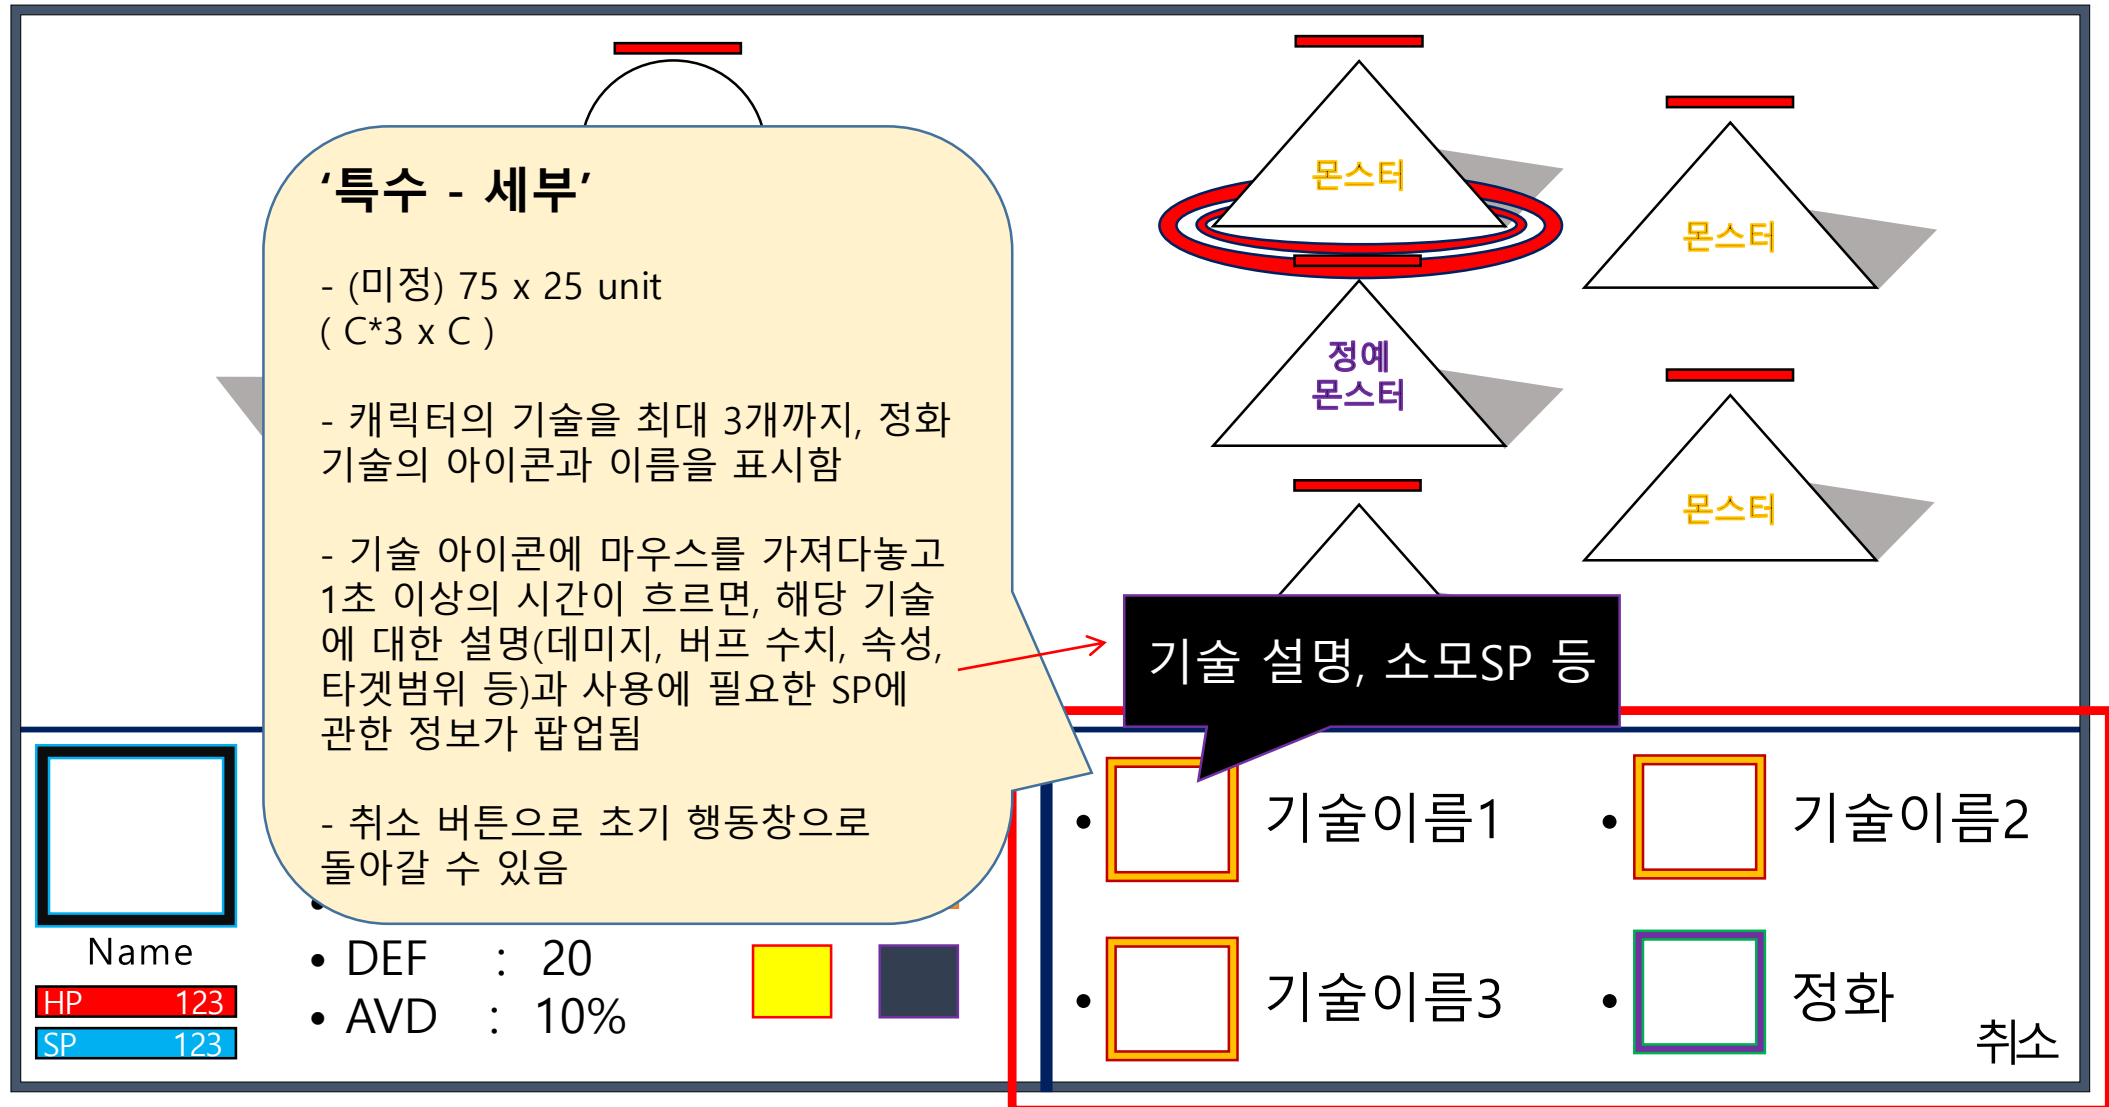 몬스터
몬스터
정예
몬스터
몬스터
‘특수 - 세부’
- (미정) 75 x 25 unit
( C*3 x C )
- 캐릭터의 기술을 최대 3개까지, 정화
기술의 아이콘과 이름을 표시함
- 기술 아이콘에 마우스를 가져다놓고
1초 이상의 시간이 흐르면, 해당 기술
에 대한 설명(데미지, 버프 수치, 속성,
타겟범위 등)과 사용에 필요한 SP에
관한 정보가 팝업됨
- 취소 버튼으로 초기 행동창으로
돌아갈 수 있음
기술 설명, 소모SP 등
Name
HP 123
SP 123
• DEF : 20
• AVD : 10%
• 기술이름1
• 기술이름2
• 기술이름3
• 정화
취소